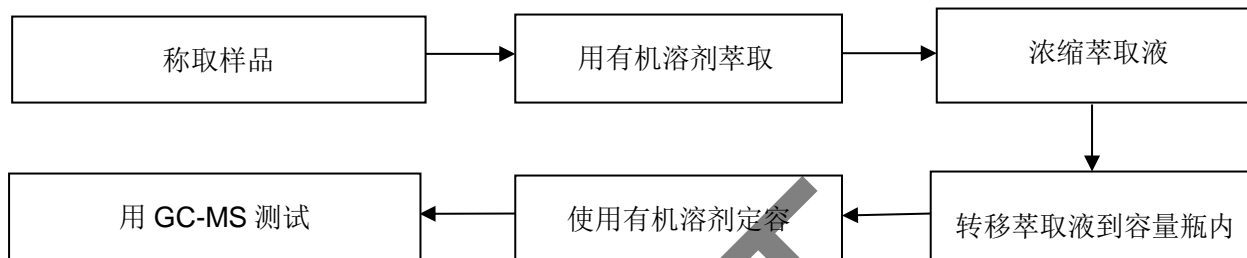 称取样品
用有机溶剂萃取
浓缩萃取液
转移萃取液到容量瓶内
使用有机溶剂定容
用 GC-MS 测试